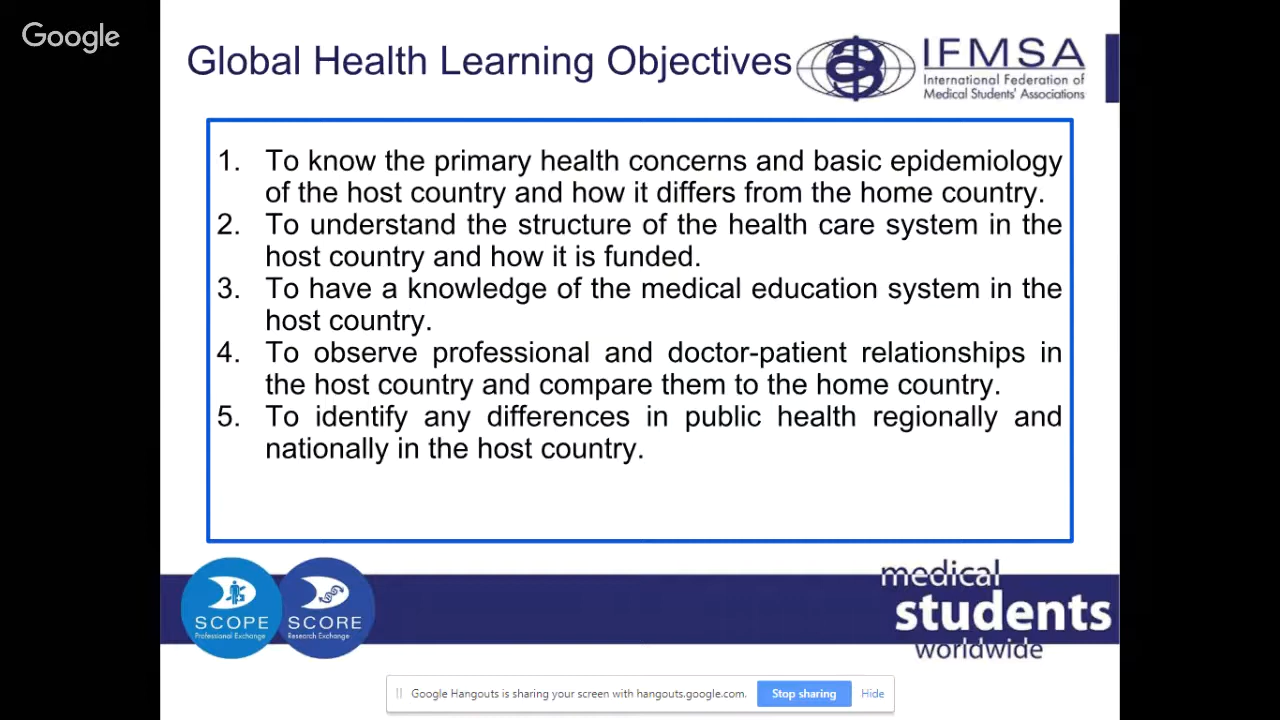 Google
Global Health Learning Objectives
IFMSA
International Federation of
Medical Students' Associations
1. To know the primary health concerns and basic epidemiology
of the host country and how it differs from the home country.
2. To understand the structure of the health care system in the
host country and how it is funded.
3. To have a knowledge of the medical education system in the
host country.
4. To observe professional and doctor-patient relationships in
the host country and compare them to the home country.
5. To identify any differences in public health regionally and
nationally in the host country.
SCOPE
Professional Exchange
SCORE
Research Exchange
medical
students
worldwide
Google Hangouts is sharing your screen with hangouts.google.com.
Stop sharing
Hide